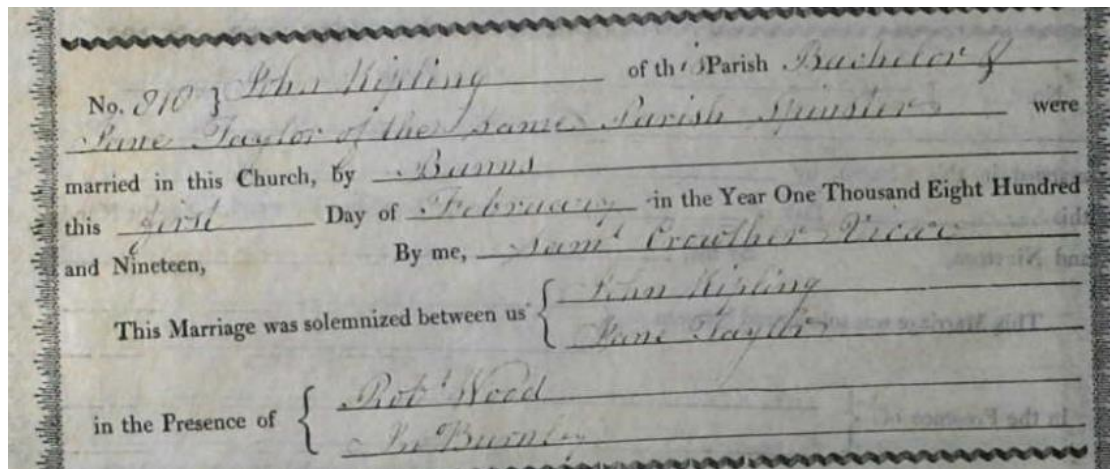 John Kipling of this Parish Bachelor &
No. 810 }
Jane Taylor of the same Parish Spinster were
married in this Church, by Banns
this first Day of February in the Year One Thousand Eight Hundred
and Nineteen, By me, Saml Crowther Vicar
This Marriage was solemnized between us { John Kipling
Jane Taylor
in the Presence of { Robt Wood
Burnley